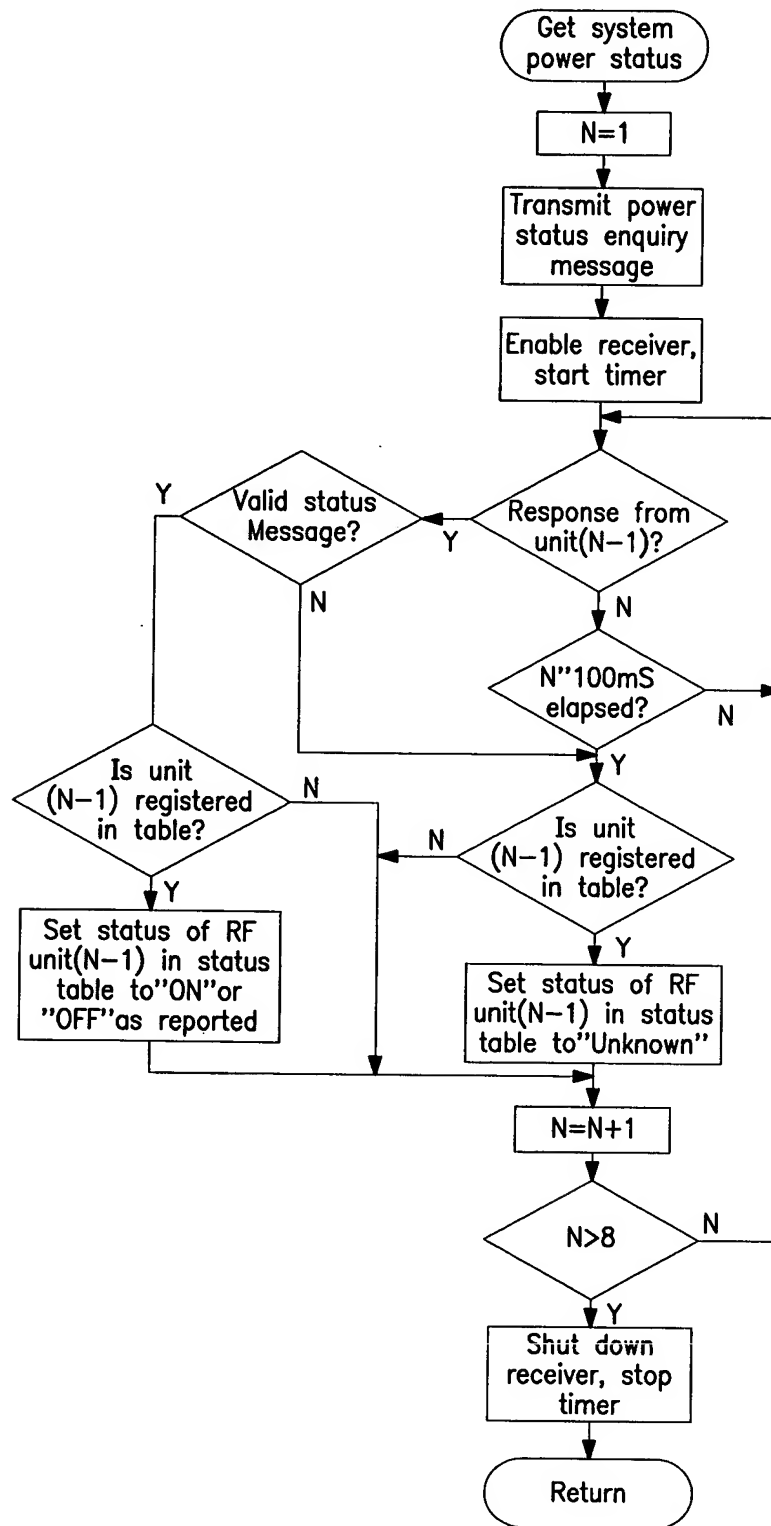 Get system
power status
N=1
Transmit power
status enquiry
message
Enable receiver,
start timer
Response from
unit(N-1)?
Y
Valid status
Message?
Y
N
N
N"100mS
elapsed?
N
Y
Is unit
(N-1) registered
in table?
N
Y
Is unit
(N-1) registered
in table?
N
Y
Set status of RF
unit(N-1) in status
table to"ON"or
"OFF"as reported
Set status of RF
unit(N-1) in status
table to"Unknown"
N=N+1
N>8
N
Y
Shut down
receiver, stop
timer
Return